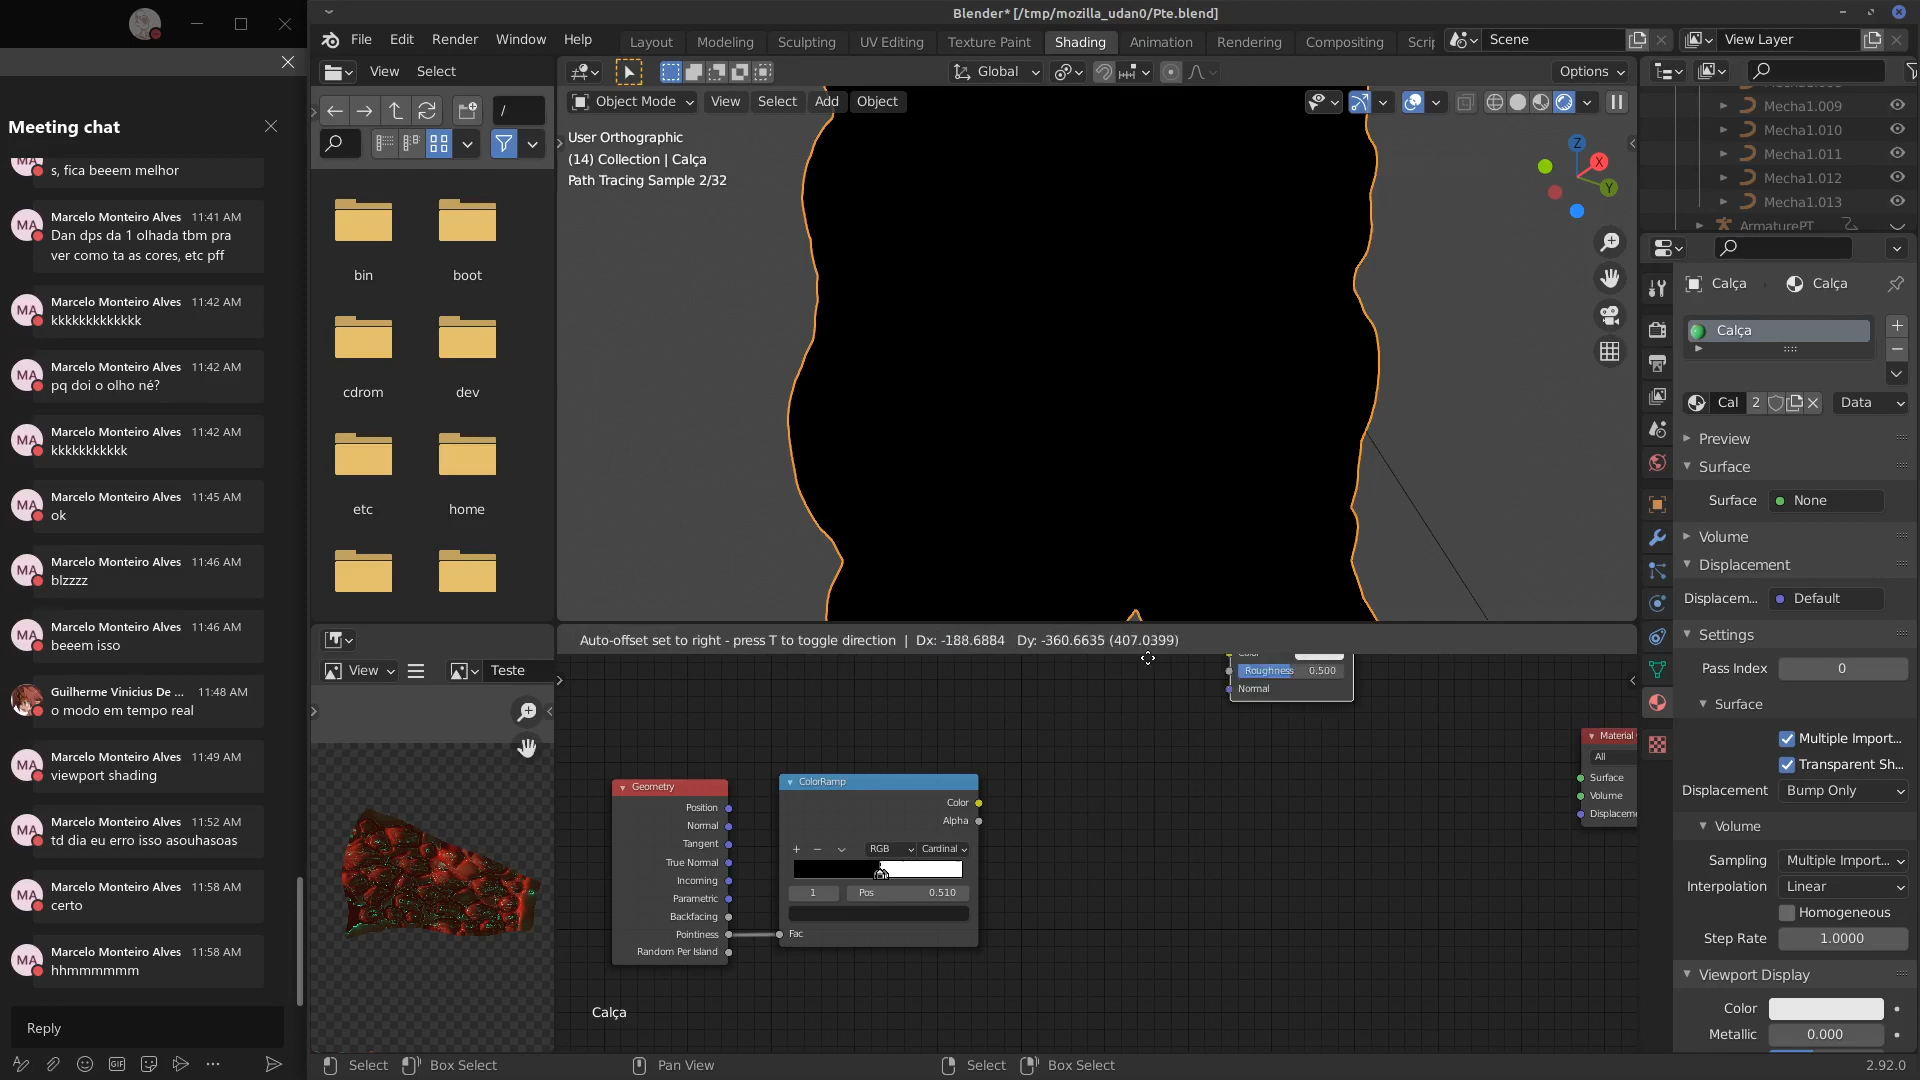 Meeting chat
s, fica beeem melhor
Marcelo Monteiro Alves 11:41 AM
Dan dps da 1 olhada tbm pra
ver como ta as cores, etc pff
Marcelo Monteiro Alves 11:42 AM
kkkkkkkkkkkkk
Marcelo Monteiro Alves 11:42 AM
pq doi o olho né?
Marcelo Monteiro Alves 11:42 AM
kkkkkkkkkkk
Marcelo Monteiro Alves 11:45 AM
ok
Marcelo Monteiro Alves 11:46 AM
blzzzz
Marcelo Monteiro Alves 11:46 AM
beeem isso
Guilherme Vinicius De ... 11:48 AM
o modo em tempo real
Marcelo Monteiro Alves 11:49 AM
viewport shading
Marcelo Monteiro Alves 11:52 AM
td dia eu erro isso asouhasoas
Marcelo Monteiro Alves 11:58 AM
certo
Marcelo Monteiro Alves 11:58 AM
hhmmmmmm
Reply
Blender* [/tmp/mozilla_udan0/Pte.blend]
File Edit Render Window Help
Layout Modeling Sculpting UV Editing Texture Paint Shading Animation Rendering Compositing Scrip
Scene
View Layer
View Select
/
bin boot
cdrom dev
etc home
Global
Options
Object Mode View Select Add Object
User Orthographic
(14) Collection | Calça
Path Tracing Sample 2/32
Z
X
Y
Mecha1.009
Mecha1.010
Mecha1.011
Mecha1.012
Mecha1.013
ArmaturePT
Calça Calça
Calça
Cal 2 Data
Preview
Surface
Surface None
Volume
Displacement
Displacem... Default
Settings
Pass Index 0
Surface
Multiple Import...
Transparent Sh...
Displacement Bump Only
Volume
Sampling Multiple Import...
Interpolation Linear
Homogeneous
Step Rate 1.0000
Viewport Display
Color
Metallic 0.000
View Teste
Auto-offset set to right - press T to toggle direction | Dx: -188.6884 Dy: -360.6635 (407.0399)
Color
Roughness 0.500
Normal
Geometry
Position
Normal
Tangent
True Normal
Incoming
Parametric
Backfacing
Pointiness
Random Per Island
ColorRamp
Color
Alpha
RGB Cardinal
1 Pos 0.510
Fac
Material
All
Surface
Volume
Displaceme
Calça
Select Box Select Pan View Select Box Select
2.92.0